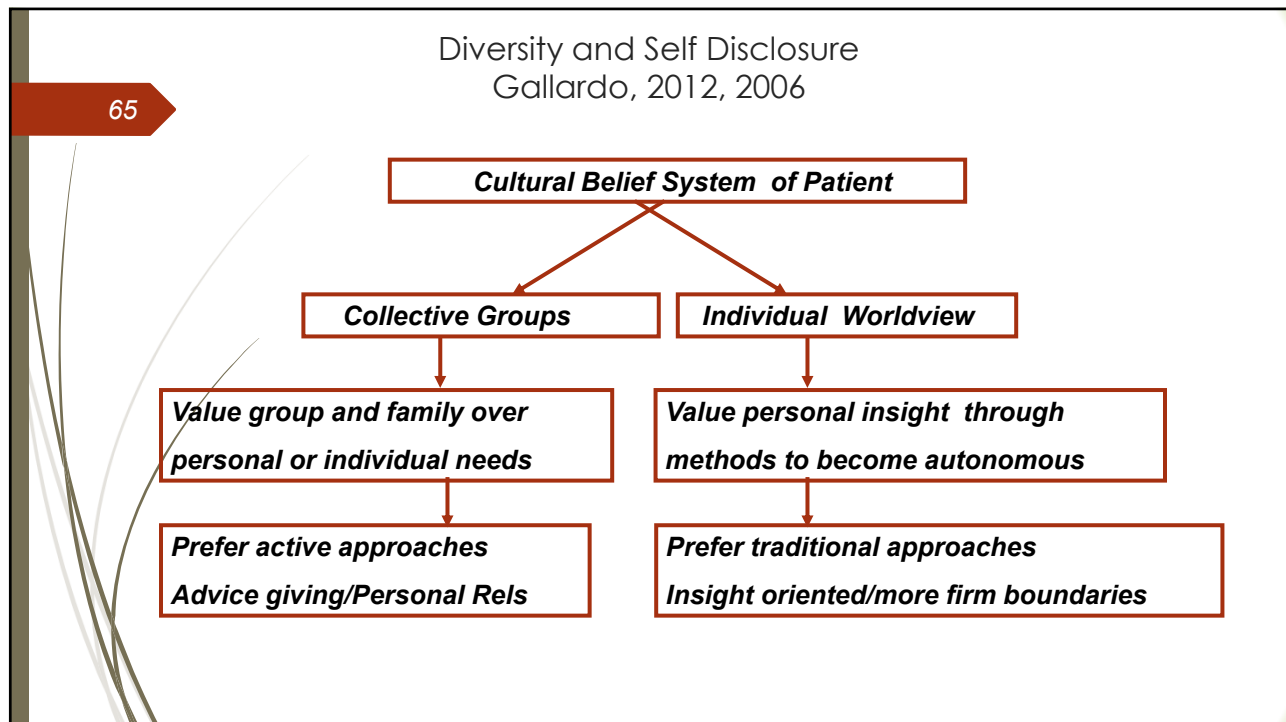 Diversity and Self Disclosure
Gallardo, 2012, 2006
65
Cultural Belief System of Patient
Collective Groups
Individual Worldview
Value group and family over
personal or individual needs
Value personal insight through
methods to become autonomous
Prefer active approaches
Advice giving/Personal Rels
Prefer traditional approaches
Insight oriented/more firm boundaries